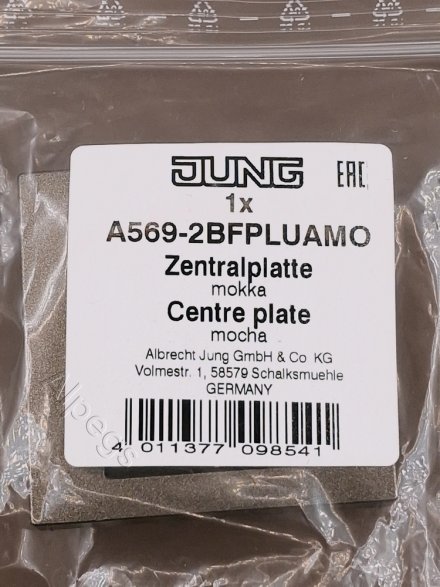 JUNG
EAC
1x
A569-2BFPLUAMO
Zentralplatte
mokka
Centre plate
mocha
Albrecht Jung GmbH & Co KG
Volmestr. 1, 58579 Schalksmuehle
GERMANY
4 011377 098541
Alpegs